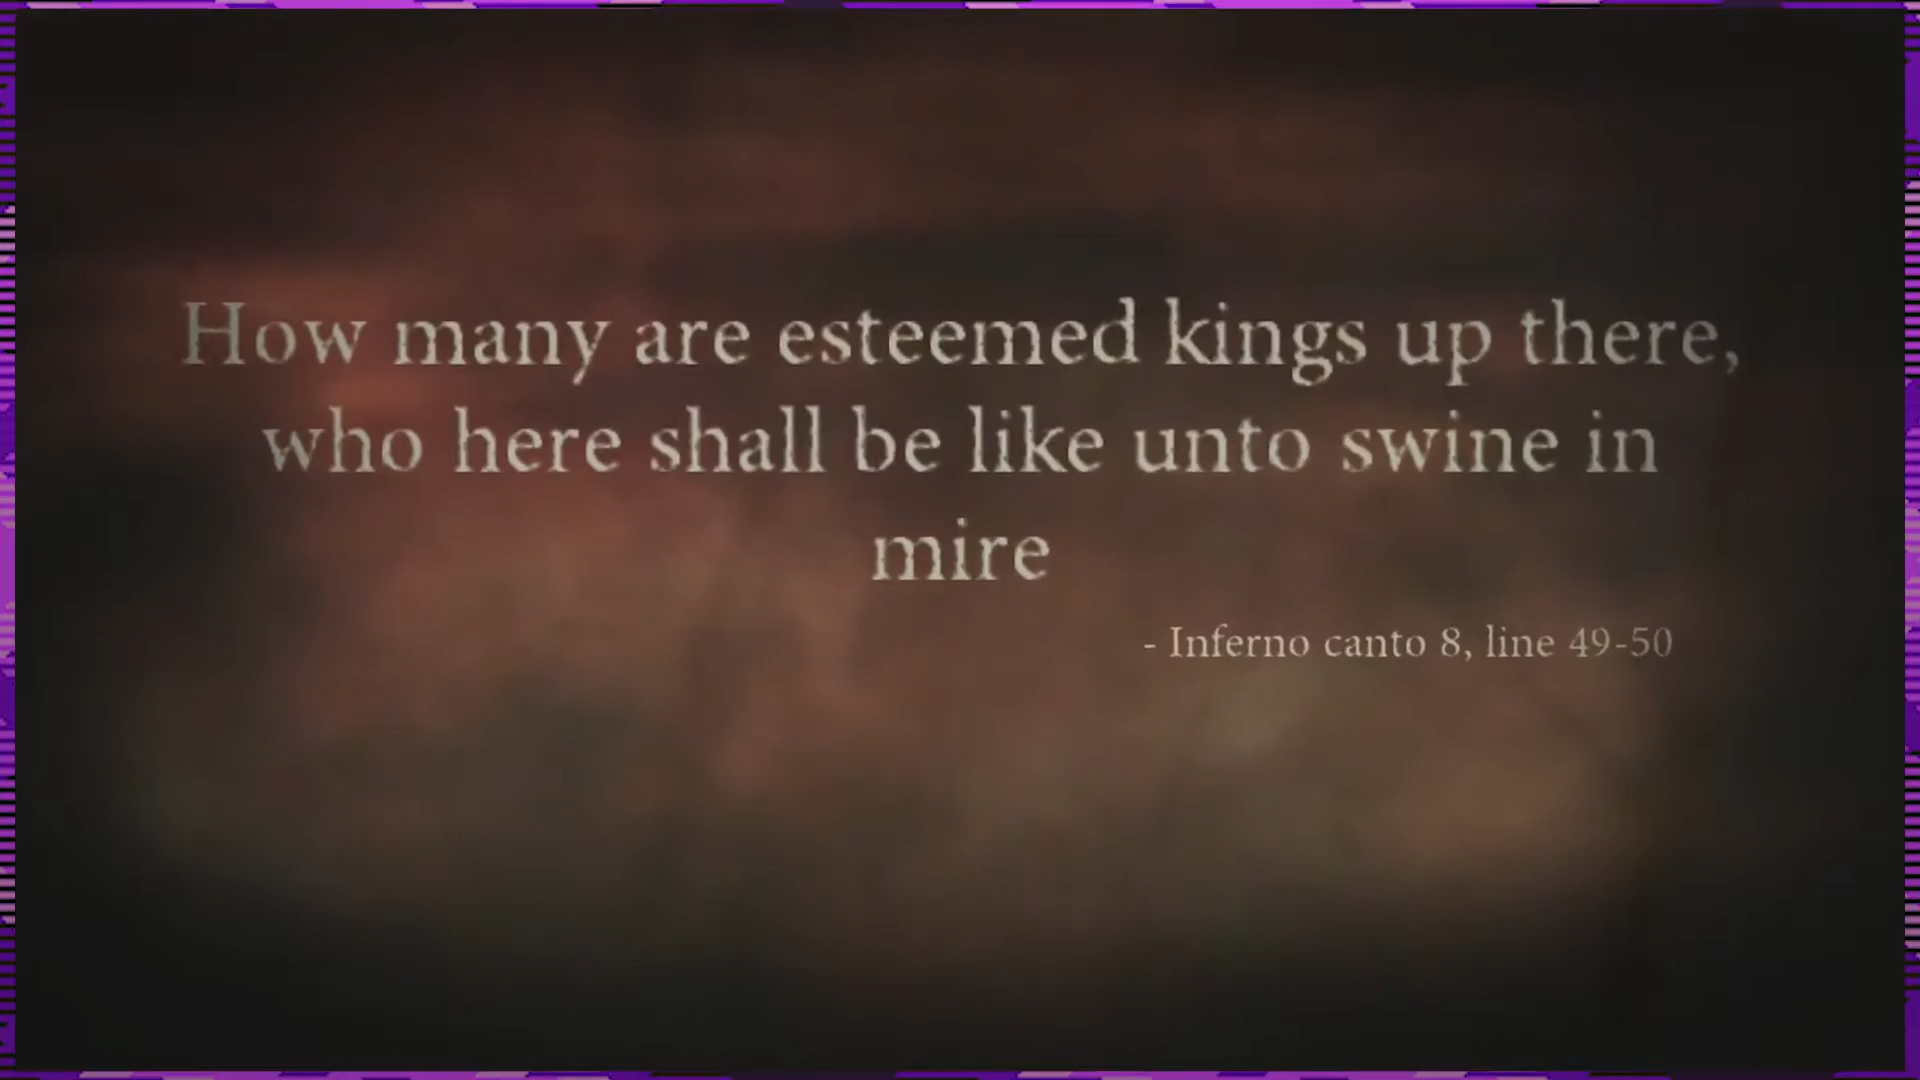 How many are esteemed kings up there,
who here shall be like unto swine in
mire
- Inferno canto 8, line 49-50